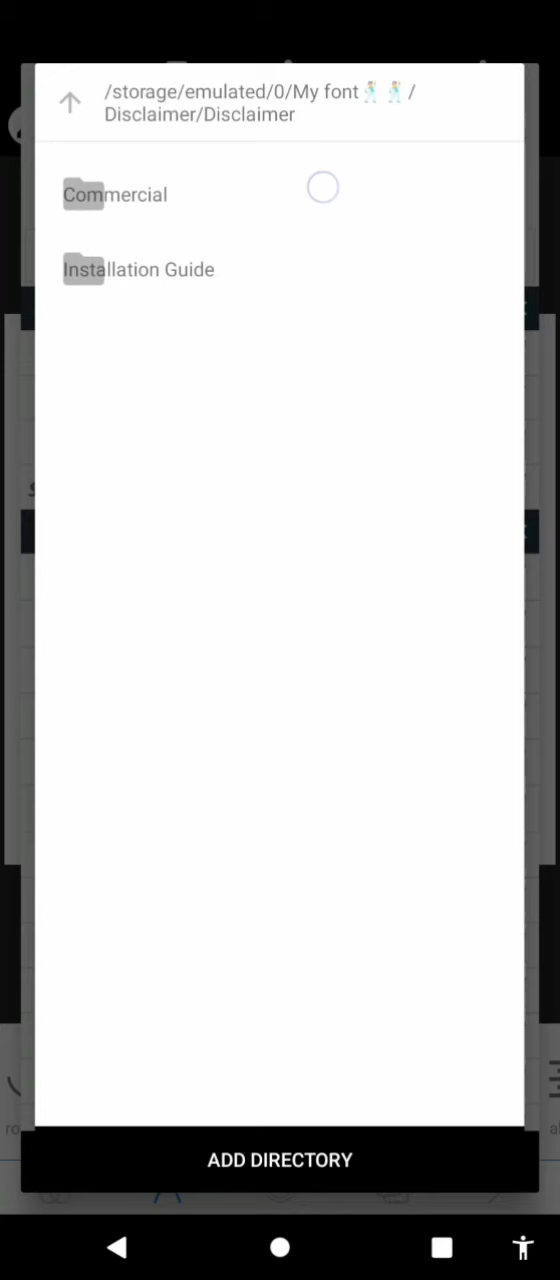 /storage/emulated/0/My font🕺🏻🕺🏻/
Disclaimer/Disclaimer
Commercial
Installation Guide
ADD DIRECTORY